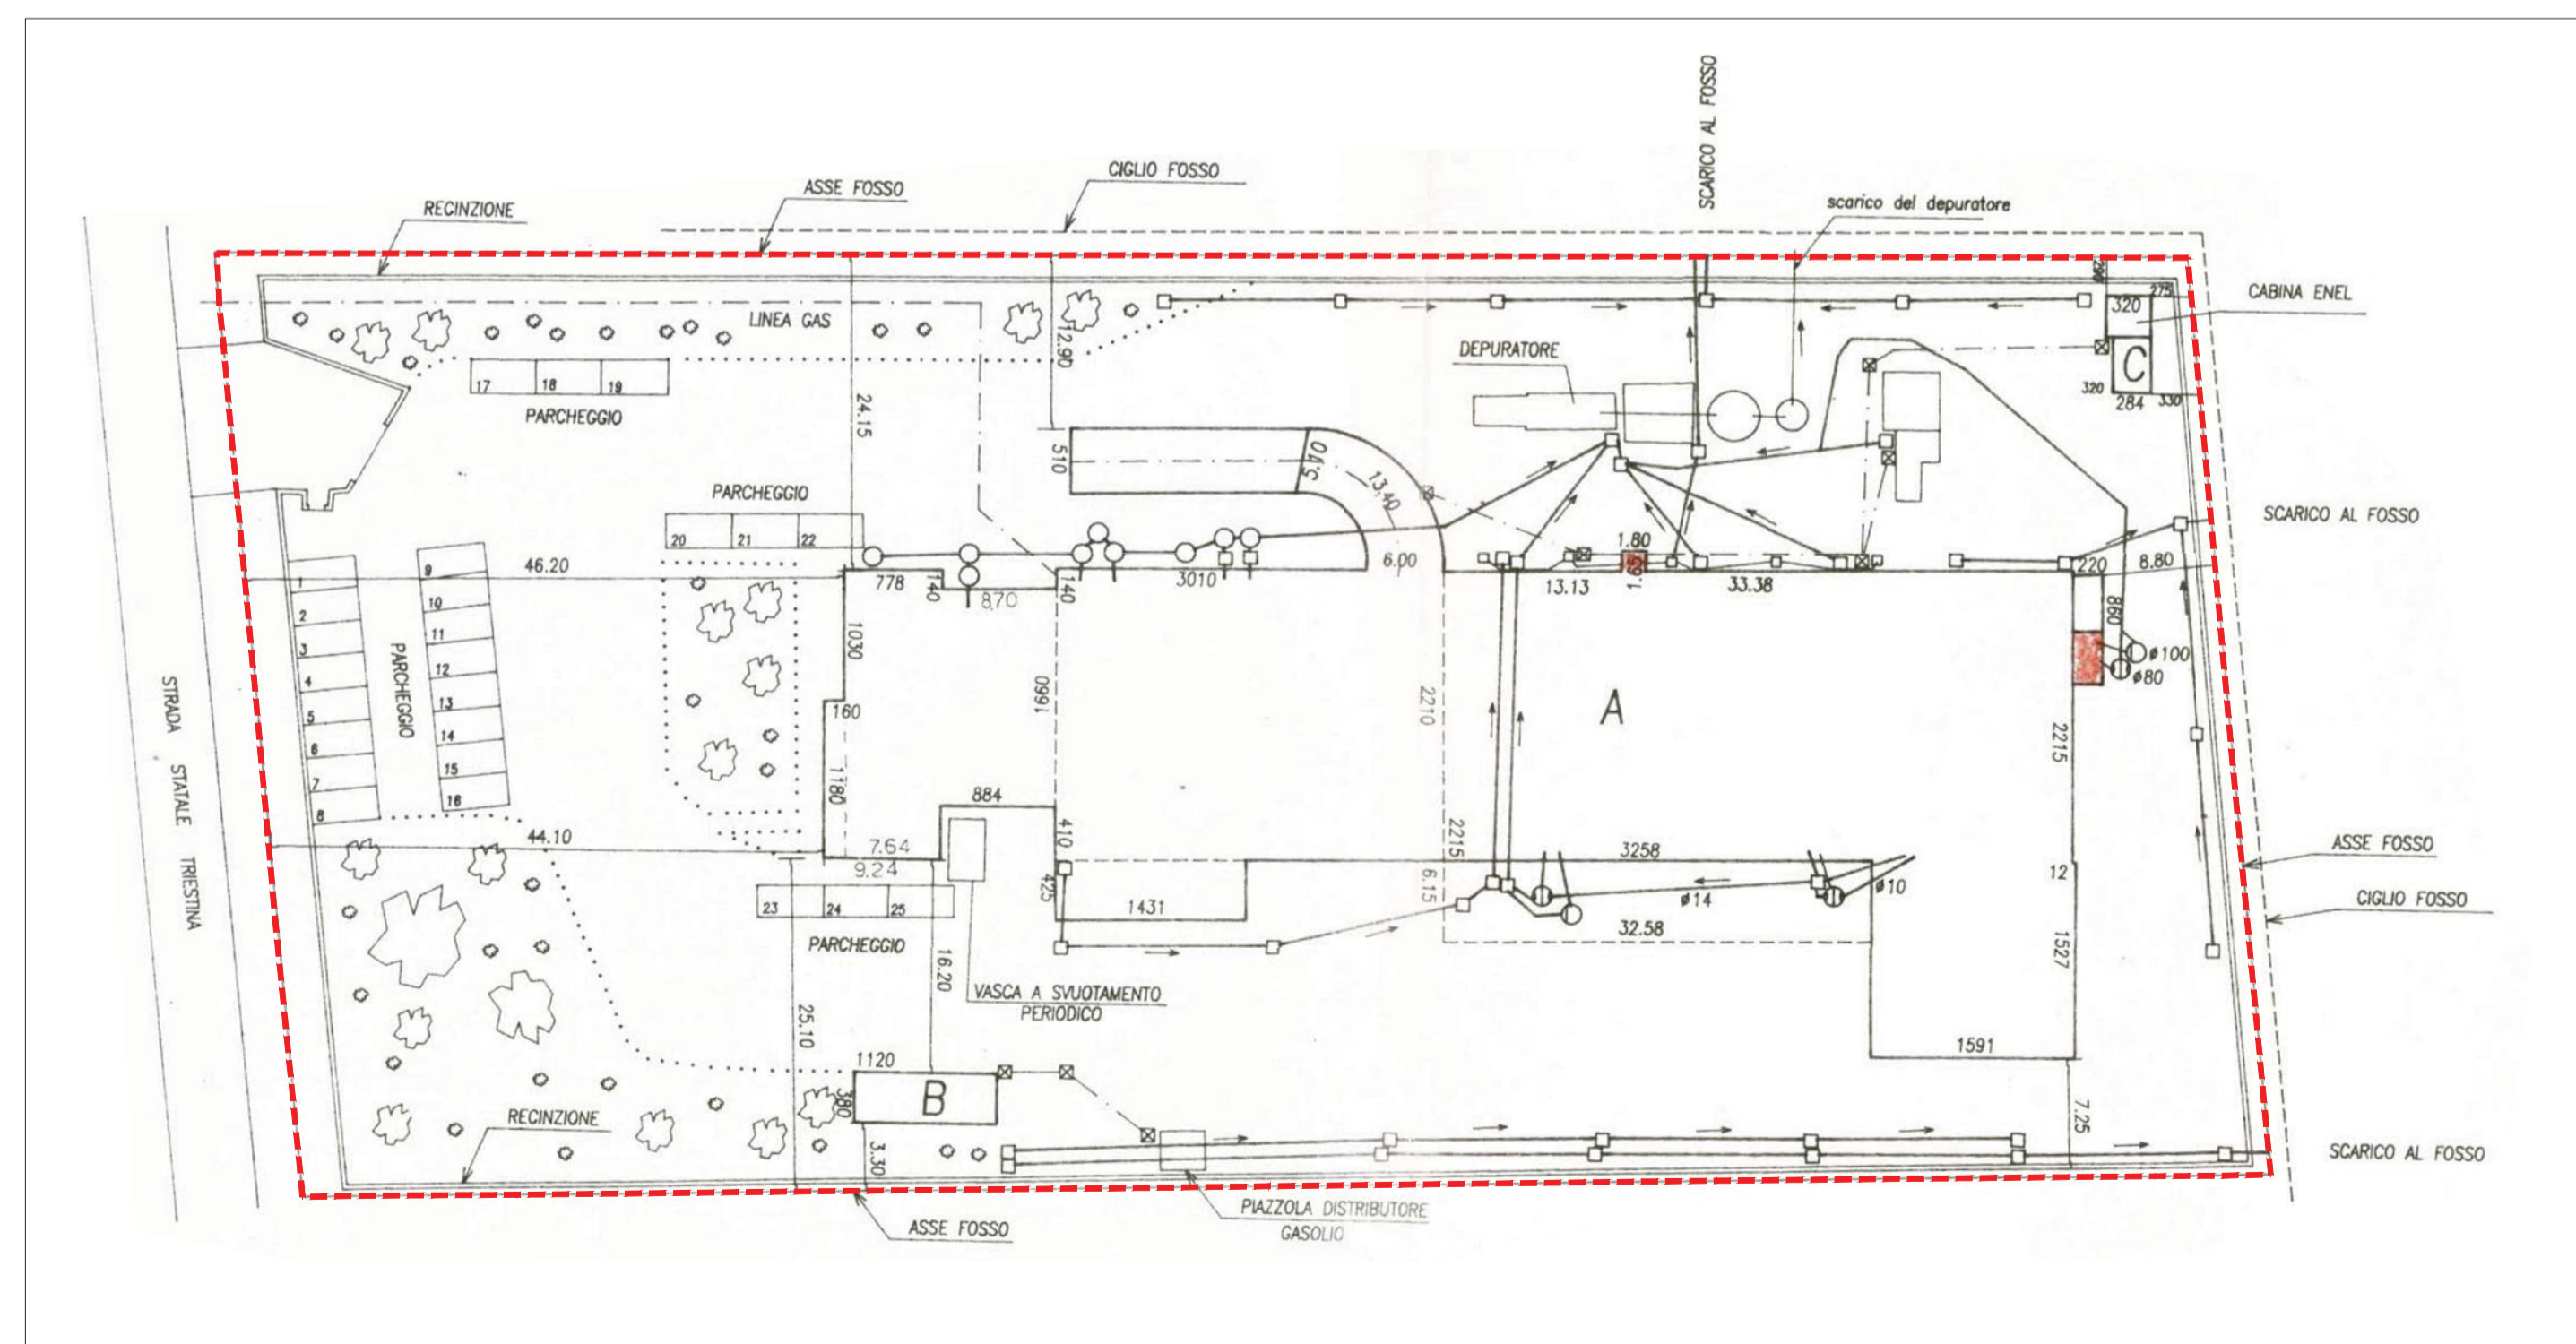 SCARICO AL FOSSO
CIGLIO FOSSO
ASSE FOSSO
RECINZIONE
scarico del depuratore
290
275
CABINA ENEL
320
LINEA GAS
12.90
DEPURATORE
C
320
284
330
17
18
19
PARCHEGGIO
24.15
510
5.40
13.40
PARCHEGGIO
20
21
22
SCARICO AL FOSSO
1.80
1.65
6.00
46.20
778
140
8.70
140
3010
13.13
33.38
220
8.80
860
1
2
3
4
5
6
7
8
9
10
11
12
13
14
15
16
PARCHEGGIO
STRADA STATALE TRIESTINA
1030
160
1180
1660
2210
A
ø100
ø80
2215
884
44.10
7.64
9.24
410
425
2215
6.15
3258
12
ASSE FOSSO
CIGLIO FOSSO
ø10
ø14
1431
32.58
1527
23
24
25
PARCHEGGIO
16.20
25.10
VASCA A SVUOTAMENTO
PERIODICO
1591
1120
B
380
3.30
7.25
RECINZIONE
SCARICO AL FOSSO
PIAZZOLA DISTRIBUTORE
GASOLIO
ASSE FOSSO